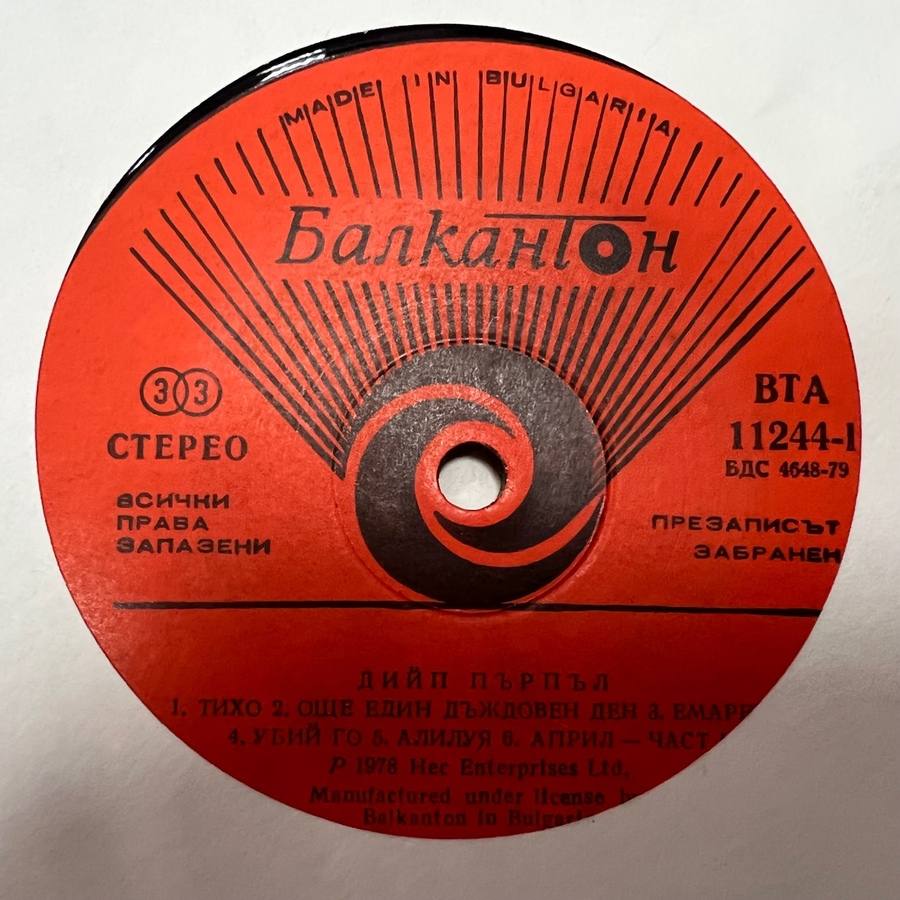 MADE IN BULGARIA
Балкантон
33
СТЕРЕО
ВСИЧКИ
ПРАВА
ЗАПАЗЕНИ
ВТА
11244-1
БДС 4648-79
ПРЕЗАПИСЪТ
ЗАБРАНЕН
ДИЙП ПЪРПЪЛ
1. ТИХО 2. ОЩЕ ЕДИН ДЪЖДОВЕН ДЕН 3.
4. УБИЙ ГО 5. АЛИЛУЯ 6. АПРИЛ — ЧАСТ
P 1978 Hec Enterprises Ltd.
Manufactured under license
Balkanton in